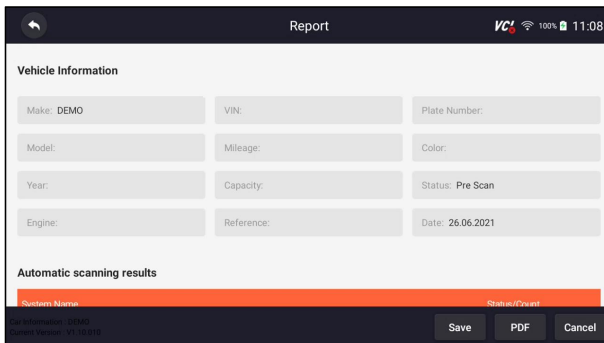 Report
VCI 100% 11:08
Vehicle Information
Make: DEMO VIN: Plate Number:
Model: Mileage: Color:
Year: Capacity: Status: Pre Scan
Engine: Reference: Date: 26.06.2021
Automatic scanning results
System Name Status/Count
Car Information : DEMO
Current Version : V1.10.010
Save PDF Cancel